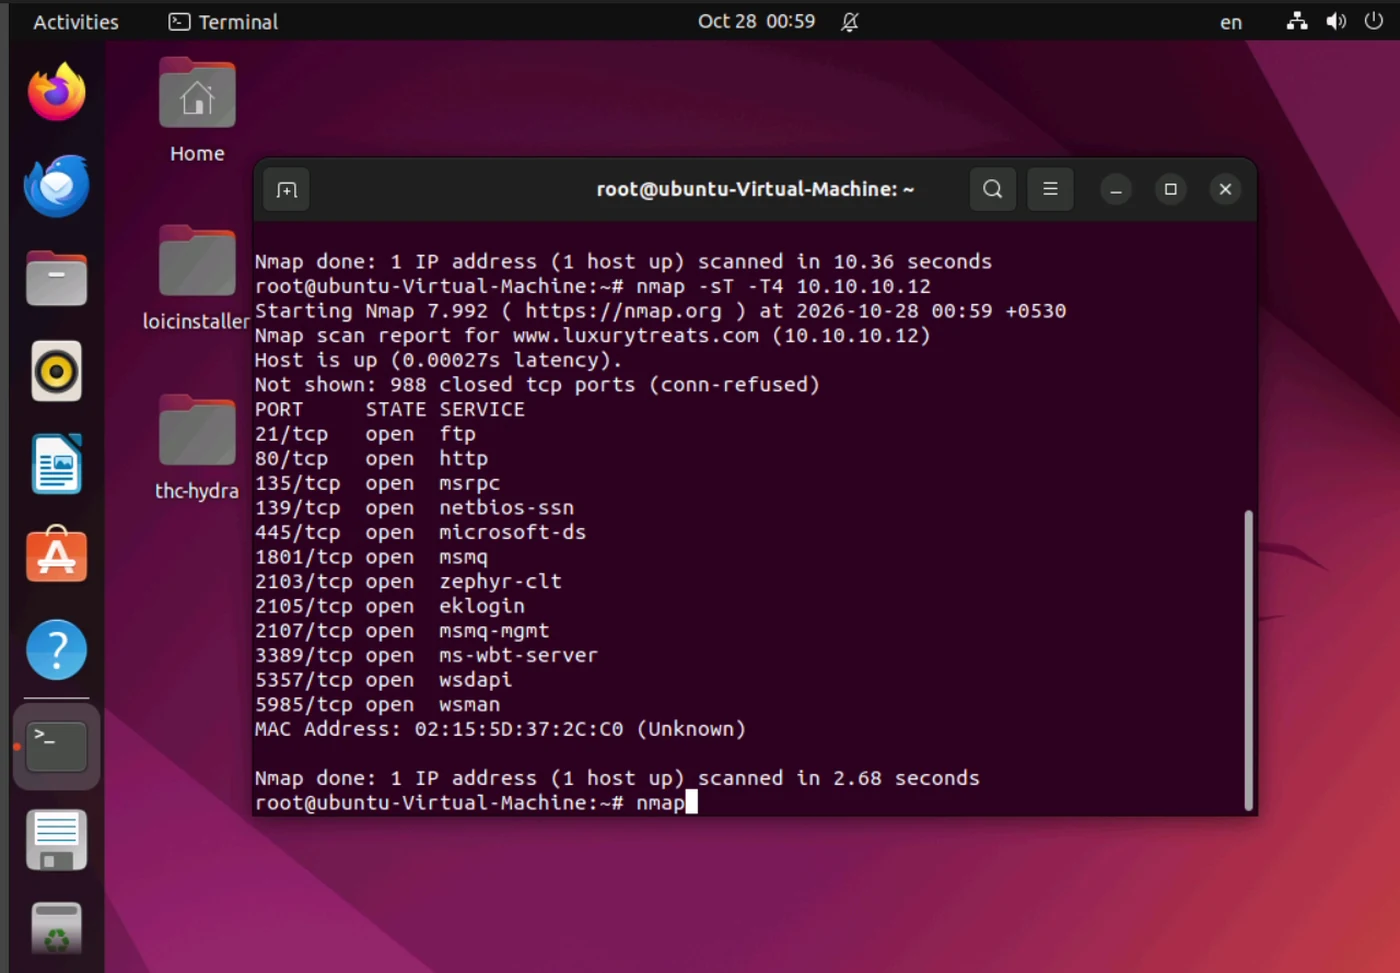 Activities
Terminal
Oct 28 00:59
en
Home
loicinstaller
thc-hydra
root@ubuntu-Virtual-Machine: ~
Nmap done: 1 IP address (1 host up) scanned in 10.36 seconds
root@ubuntu-Virtual-Machine:~# nmap -sT -T4 10.10.10.12
Starting Nmap 7.992 ( https://nmap.org ) at 2026-10-28 00:59 +0530
Nmap scan report for www.luxurytreats.com (10.10.10.12)
Host is up (0.00027s latency).
Not shown: 988 closed tcp ports (conn-refused)
PORT     STATE SERVICE
21/tcp   open  ftp
80/tcp   open  http
135/tcp  open  msrpc
139/tcp  open  netbios-ssn
445/tcp  open  microsoft-ds
1801/tcp open  msmq
2103/tcp open  zephyr-clt
2105/tcp open  eklogin
2107/tcp open  msmq-mgmt
3389/tcp open  ms-wbt-server
5357/tcp open  wsdapi
5985/tcp open  wsman
MAC Address: 02:15:5D:37:2C:C0 (Unknown)
Nmap done: 1 IP address (1 host up) scanned in 2.68 seconds
root@ubuntu-Virtual-Machine:~# nmap